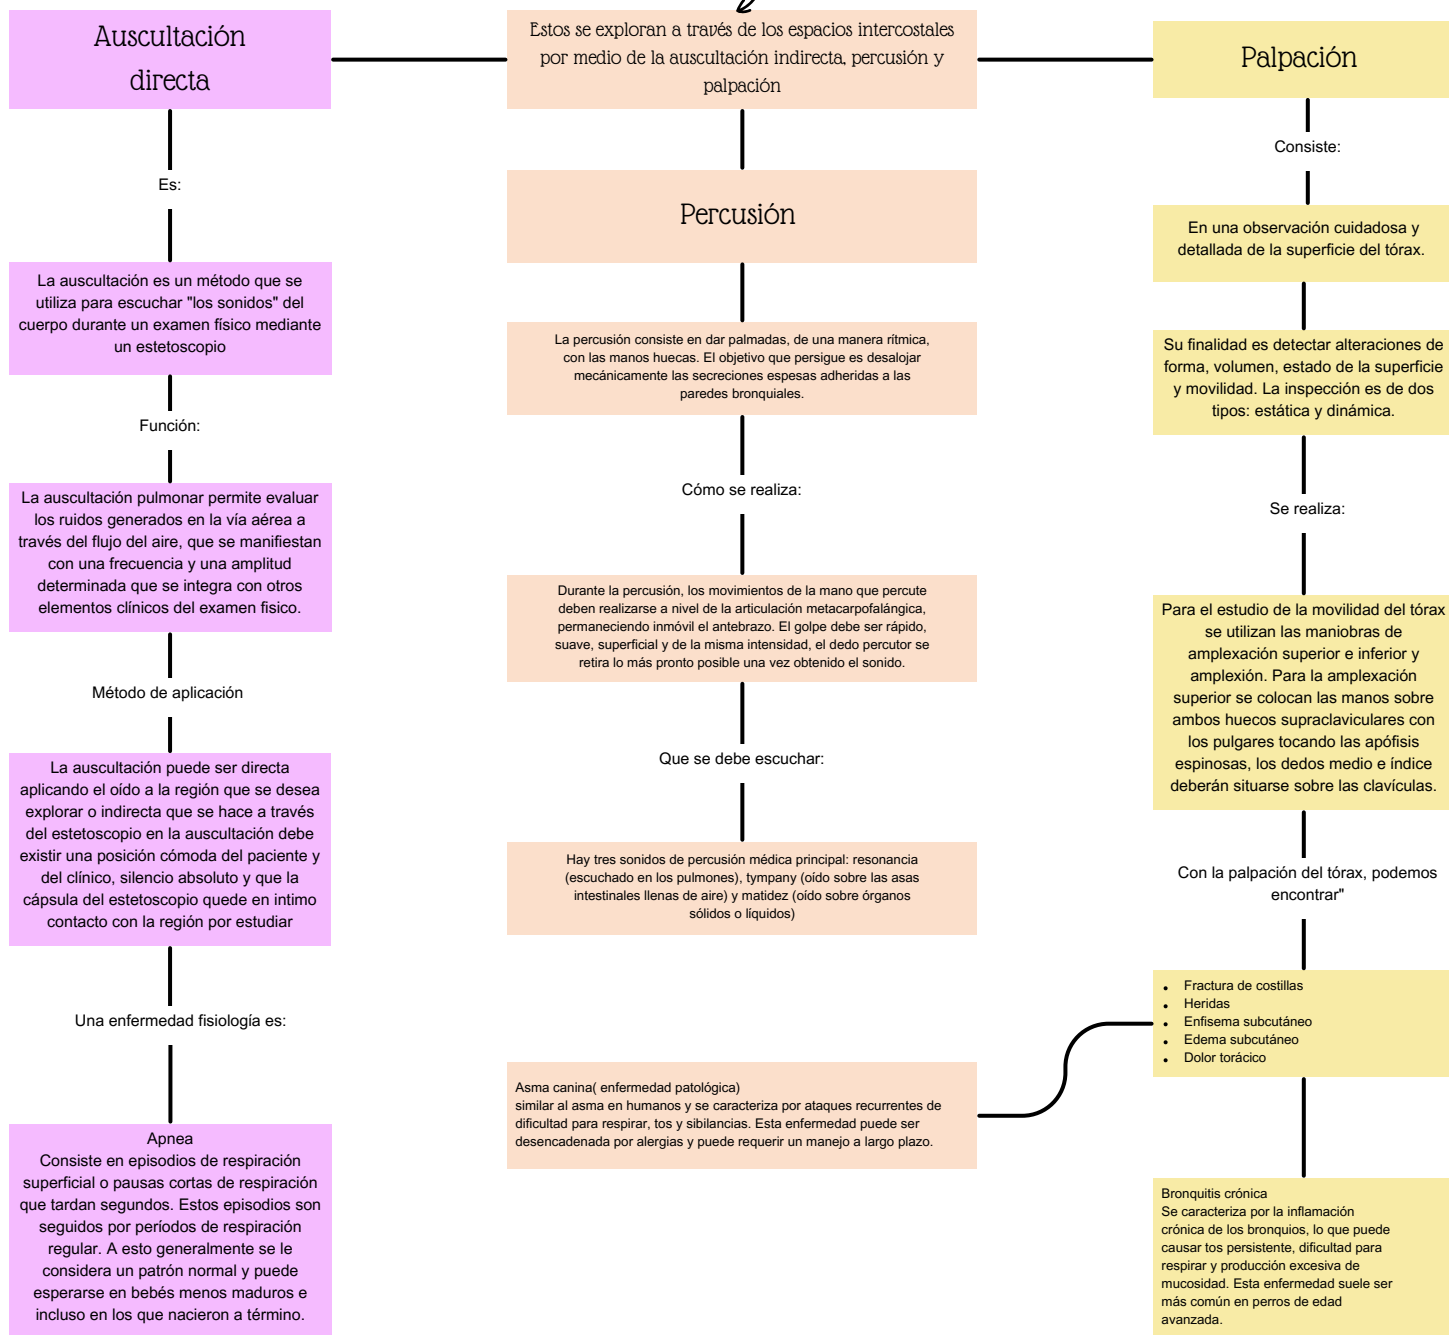 Auscultación
directa
Es:
La auscultación es un método que se
utiliza para escuchar "los sonidos" del
cuerpo durante un examen físico mediante
un estetoscopio
Función:
La auscultación pulmonar permite evaluar
los ruidos generados en la vía aérea a
través del flujo del aire, que se manifiestan
con una frecuencia y una amplitud
determinada que se integra con otros
elementos clínicos del examen fisico.
Método de aplicación
La auscultación puede ser directa
aplicando el oído a la región que se desea
explorar o indirecta que se hace a través
del estetoscopio en la auscultación debe
existir una posición cómoda del paciente y
del clínico, silencio absoluto y que la
cápsula del estetoscopio quede en intimo
contacto con la región por estudiar
Una enfermedad fisiología es:
Apnea
Consiste en episodios de respiración
superficial o pausas cortas de respiración
que tardan segundos. Estos episodios son
seguidos por períodos de respiración
regular. A esto generalmente se le
considera un patrón normal y puede
esperarse en bebés menos maduros e
incluso en los que nacieron a término.
Estos se exploran a través de los espacios intercostales
por medio de la auscultación indirecta, percusión y
palpación
Percusión
La percusión consiste en dar palmadas, de una manera rítmica,
con las manos huecas. El objetivo que persigue es desalojar
mecánicamente las secreciones espesas adheridas a las
paredes bronquiales.
Cómo se realiza:
Durante la percusión, los movimientos de la mano que percute
deben realizarse a nivel de la articulación metacarpofalángica,
permaneciendo inmóvil el antebrazo. El golpe debe ser rápido,
suave, superficial y de la misma intensidad, el dedo percutor se
retira lo más pronto posible una vez obtenido el sonido.
Que se debe escuchar:
Hay tres sonidos de percusión médica principal: resonancia
(escuchado en los pulmones), tympany (oído sobre las asas
intestinales llenas de aire) y matidez (oído sobre órganos
sólidos o líquidos)
Asma canina( enfermedad patológica)
similar al asma en humanos y se caracteriza por ataques recurrentes de
dificultad para respirar, tos y sibilancias. Esta enfermedad puede ser
desencadenada por alergias y puede requerir un manejo a largo plazo.
Palpación
Consiste:
En una observación cuidadosa y
detallada de la superficie del tórax.
Su finalidad es detectar alteraciones de
forma, volumen, estado de la superficie
y movilidad. La inspección es de dos
tipos: estática y dinámica.
Se realiza:
Para el estudio de la movilidad del tórax
se utilizan las maniobras de
amplexación superior e inferior y
amplexión. Para la amplexación
superior se colocan las manos sobre
ambos huecos supraclaviculares con
los pulgares tocando las apófisis
espinosas, los dedos medio e índice
deberán situarse sobre las clavículas.
Con la palpación del tórax, podemos
encontrar"
• Fractura de costillas
• Heridas
• Enfisema subcutáneo
• Edema subcutáneo
• Dolor torácico
Bronquitis crónica
Se caracteriza por la inflamación
crónica de los bronquios, lo que puede
causar tos persistente, dificultad para
respirar y producción excesiva de
mucosidad. Esta enfermedad suele ser
más común en perros de edad
avanzada.